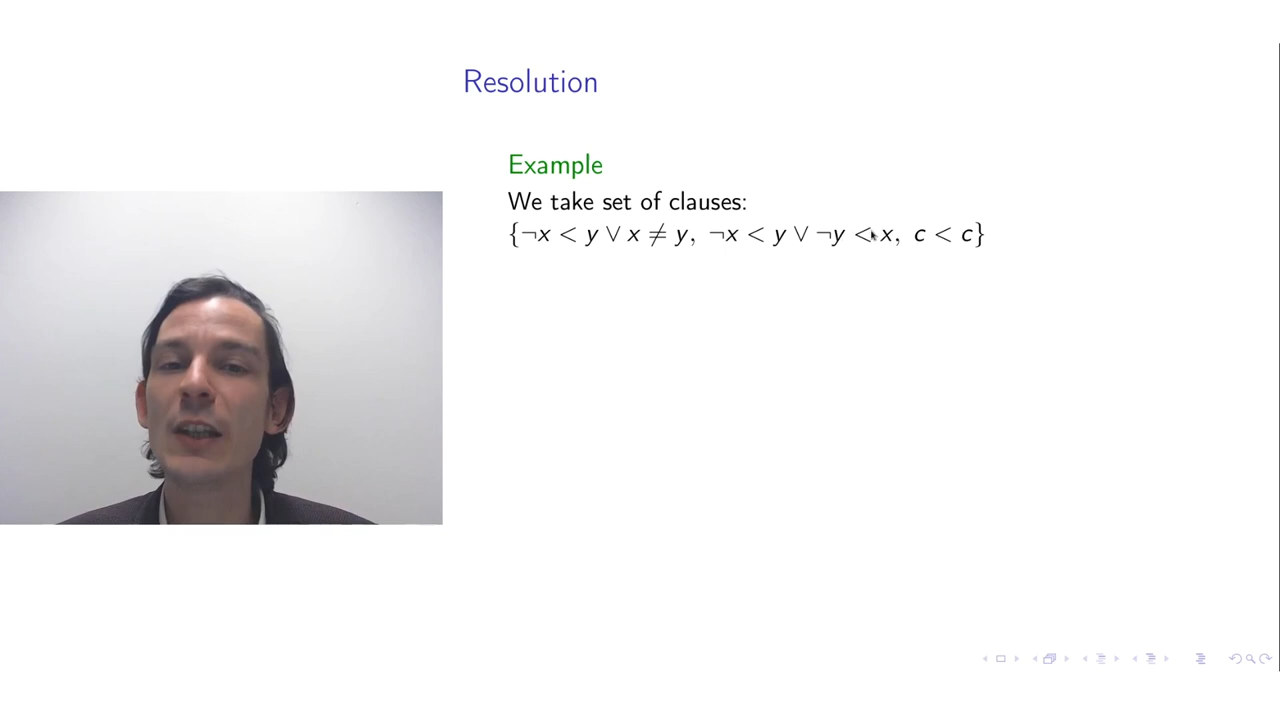 Resolution
Example
We take set of clauses:
{¬x < y ∨ x ≠ y, ¬x < y ∨ ¬y < x, c < c}